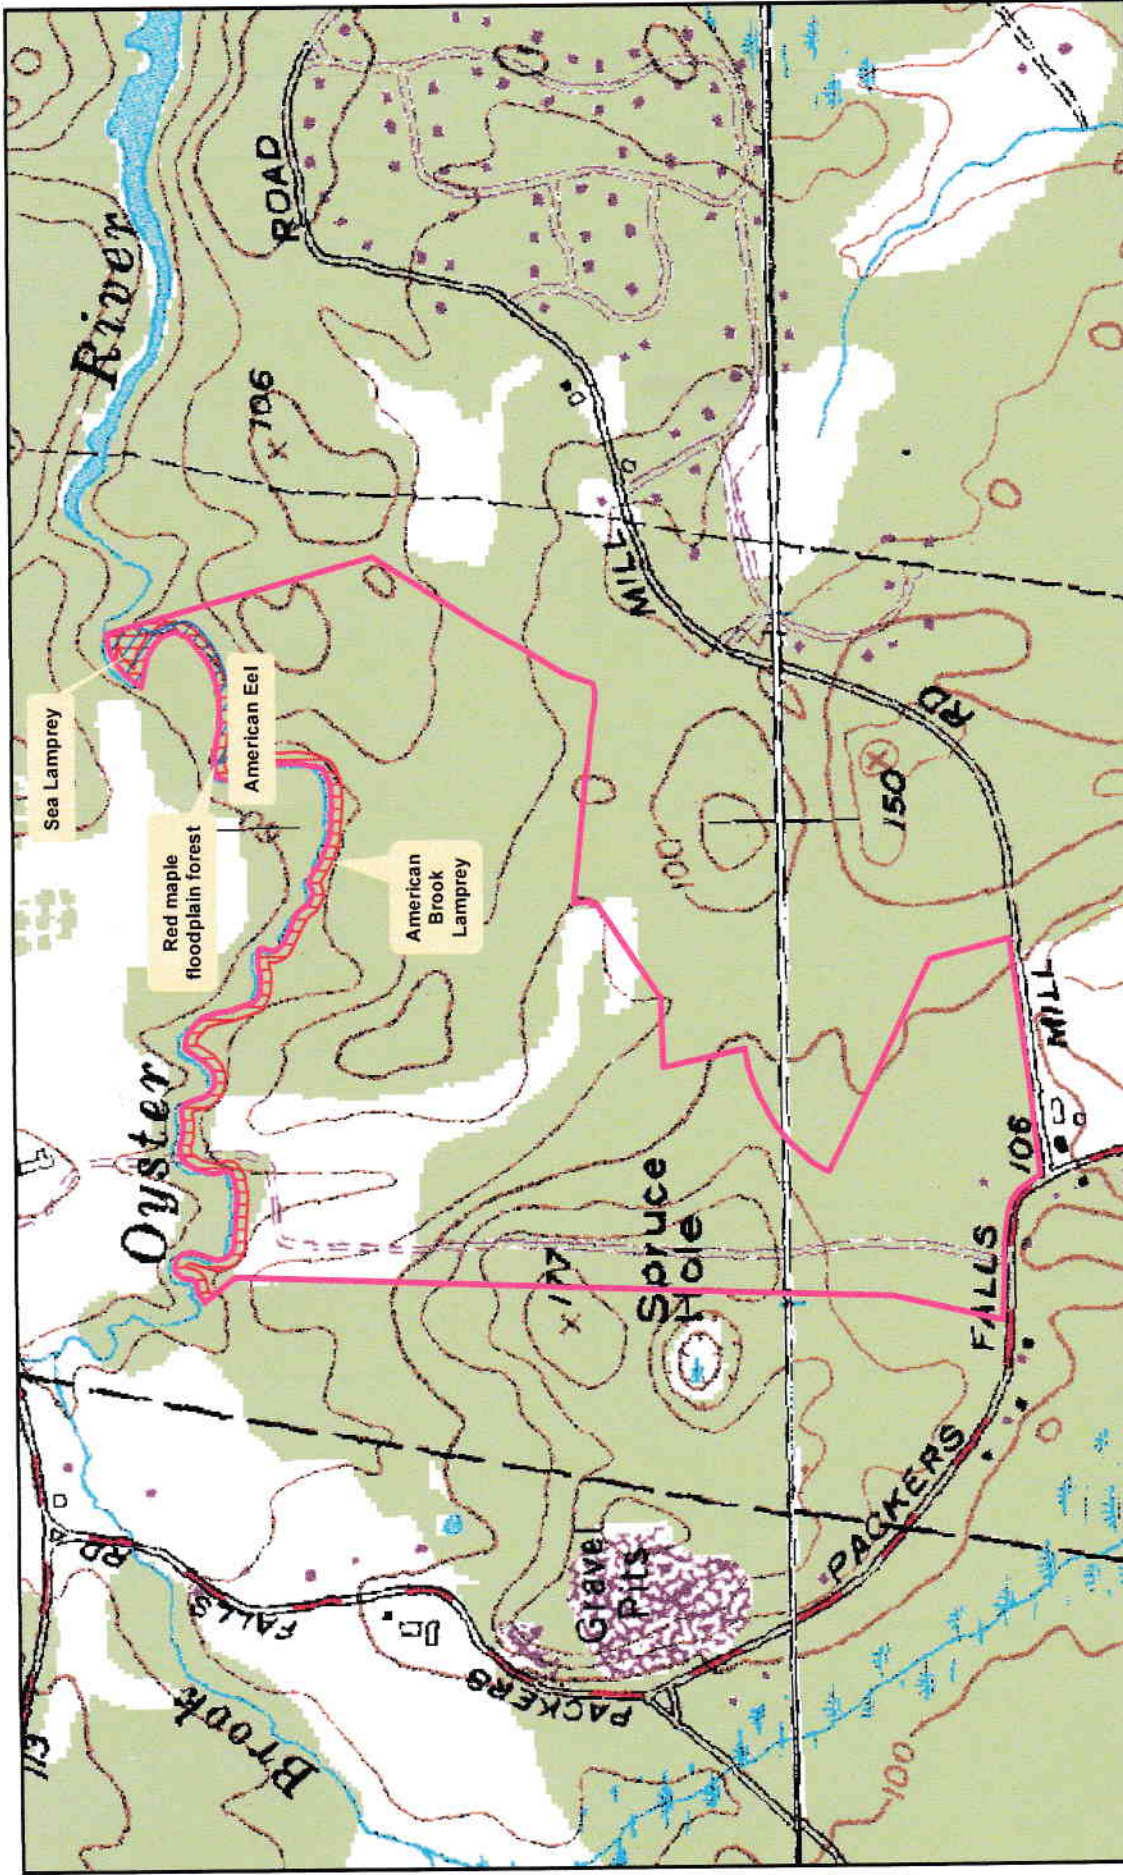 River
ROAD
106
Sea Lamprey
American Eel
Red maple
floodplain forest
American
Brook
Lamprey
MILL
RD
100
150
Oyster
Spruce
Hole
177
MILL
106
FALLS
PACKERS
Gravel
Pits
RD
FALLS
PACKERS
Brook
113
100